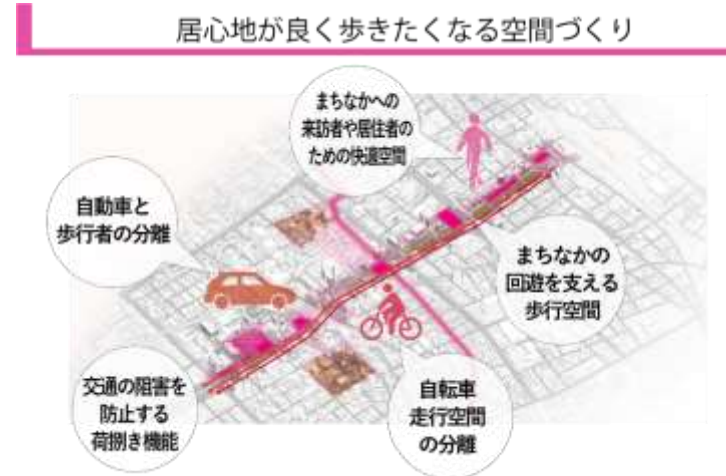 居心地が良く歩きたくなる空間づくり
まちなかへの
来訪者や居住者の
ための快適空間
自動車と
歩行者の分離
まちなかの
回遊を支える
歩行空間
交通の阻害を
防止する
荷捌き機能
自転車
走行空間
の分離